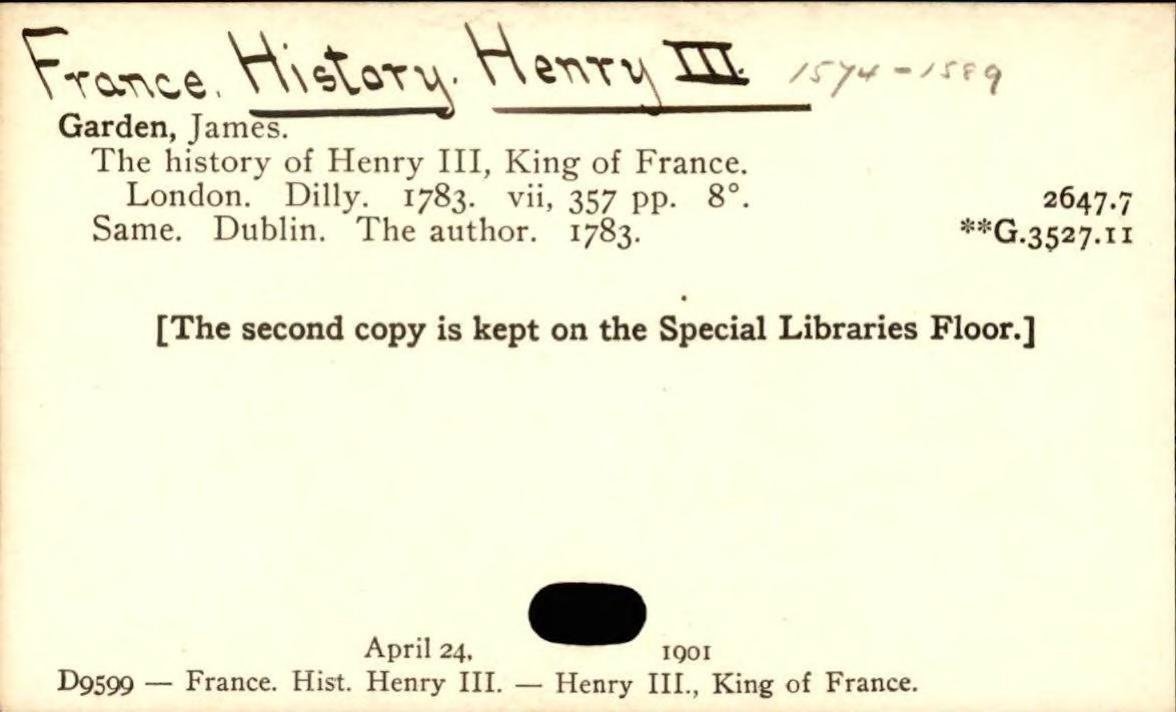 France. History. Henry III. 1574-1589
Garden, James.
The history of Henry III, King of France.
London. Dilly. 1783. vii, 357 pp. 8°. 2647.7
Same. Dublin. The author. 1783. **G.3527.11
[The second copy is kept on the Special Libraries Floor.]
April 24, 1901
D9599 — France. Hist. Henry III. — Henry III., King of France.